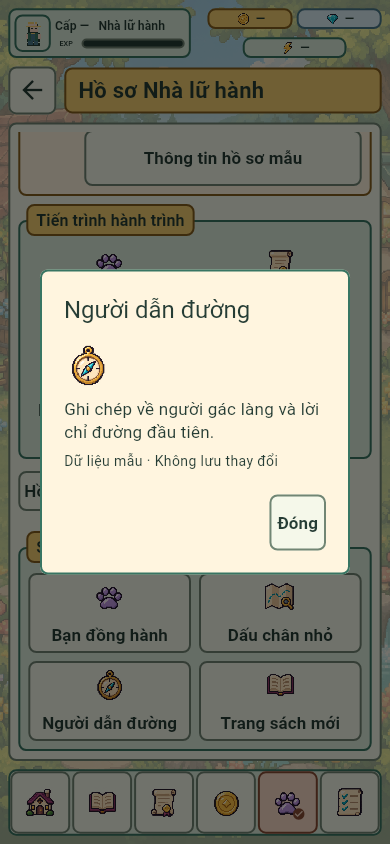 Cấp — Nhà lữ hành
EXP
—
—
—
Hồ sơ Nhà lữ hành
Thông tin hồ sơ mẫu
Tiến trình hành trình
Người dẫn đường
Ghi chép về người gác làng và lời
chỉ đường đầu tiên.
Dữ liệu mẫu · Không lưu thay đổi
Đóng
Bạn đồng hành
Dấu chân nhỏ
Người dẫn đường
Trang sách mới